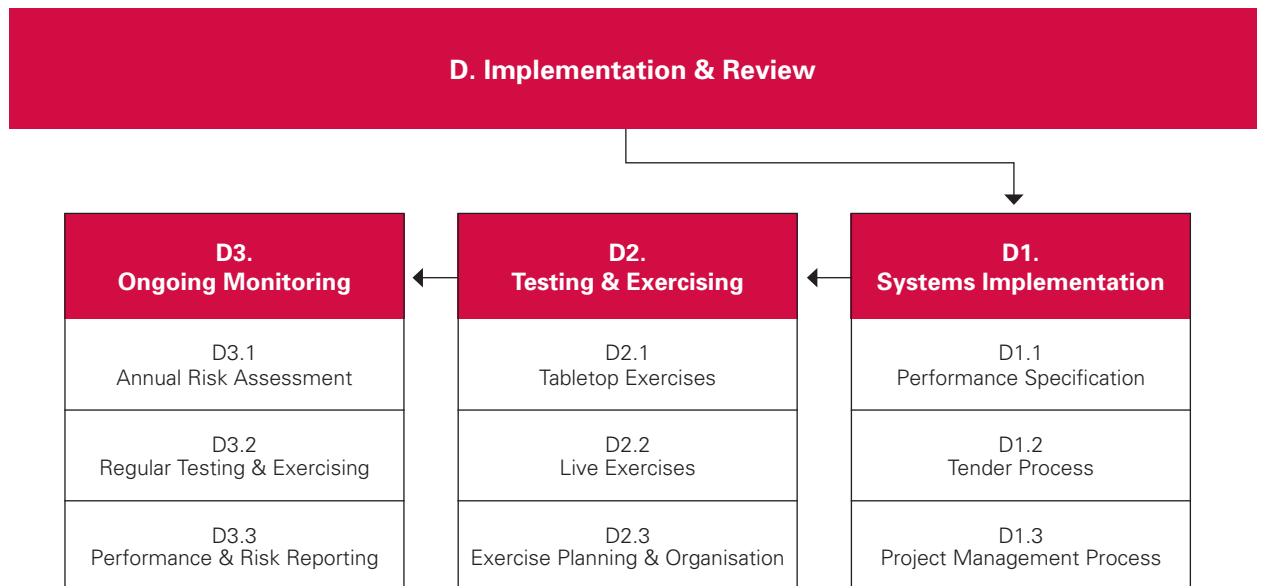 D. Implementation & Review
D3.
Ongoing Monitoring
D3.1
Annual Risk Assessment
D3.2
Regular Testing & Exercising
D3.3
Performance & Risk Reporting
D2.
Testing & Exercising
D2.1
Tabletop Exercises
D2.2
Live Exercises
D2.3
Exercise Planning & Organisation
D1.
Systems Implementation
D1.1
Performance Specification
D1.2
Tender Process
D1.3
Project Management Process